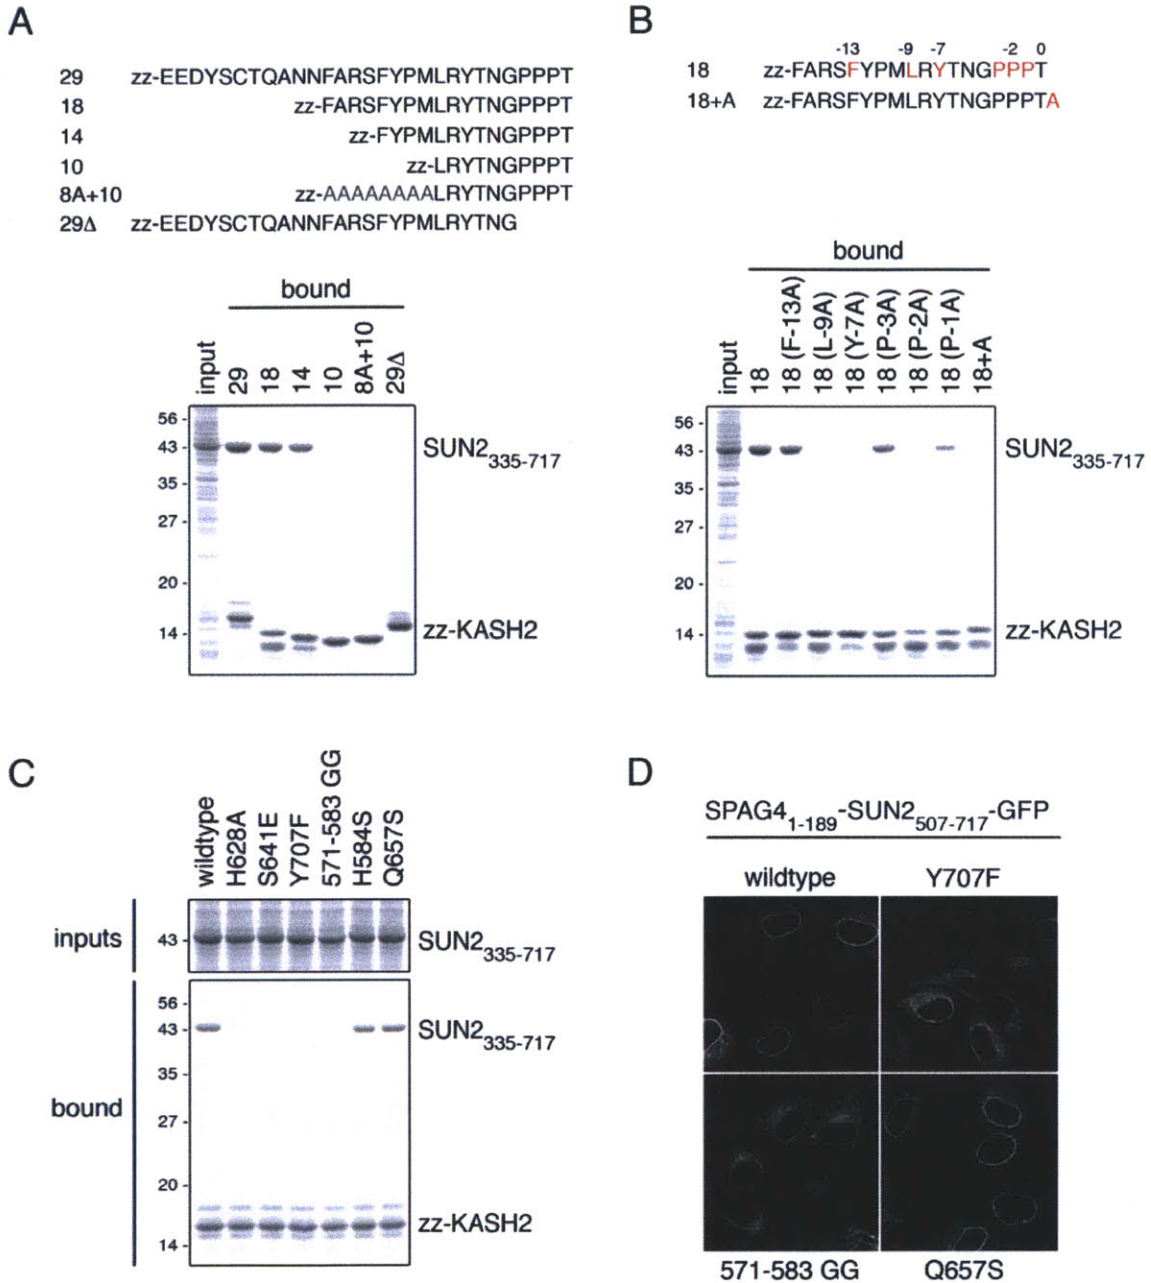 A
29 zz-EEDYSCTQANNFARSFYPMLRYTNGPPPT
18 zz-FARSFYPMLRYTNGPPPT
14 zz-FYPMLRYTNGPPPT
10 zz-LRYTNGPPPT
8A+10 zz-AAAAAAAALRYTNGPPPT
29Δ zz-EEDYSCTQANNFARSFYPMLRYTNG
bound
input 29 18 14 10 8A+10 29Δ
56 -
43 - SUN2335-717
35 -
27 -
20 -
14 - zz-KASH2
B
-13 -9 -7 -2 0
18 zz-FARSFYPMLRYTNGPPPT
18+A zz-FARSFYPMLRYTNGPPPTA
bound
input 18 18 (F-13A) 18 (L-9A) 18 (Y-7A) 18 (P-3A) 18 (P-2A) 18 (P-1A) 18+A
56 -
43 - SUN2335-717
35 -
27 -
20 -
14 - zz-KASH2
C
wildtype H628A S641E Y707F 571-583 GG H584S Q657S
inputs 43 - SUN2335-717
56 -
43 - SUN2335-717
35 -
bound
27 -
20 -
zz-KASH2
14 -
D
SPAG41-189-SUN2507-717-GFP
wildtype Y707F
571-583 GG Q657S